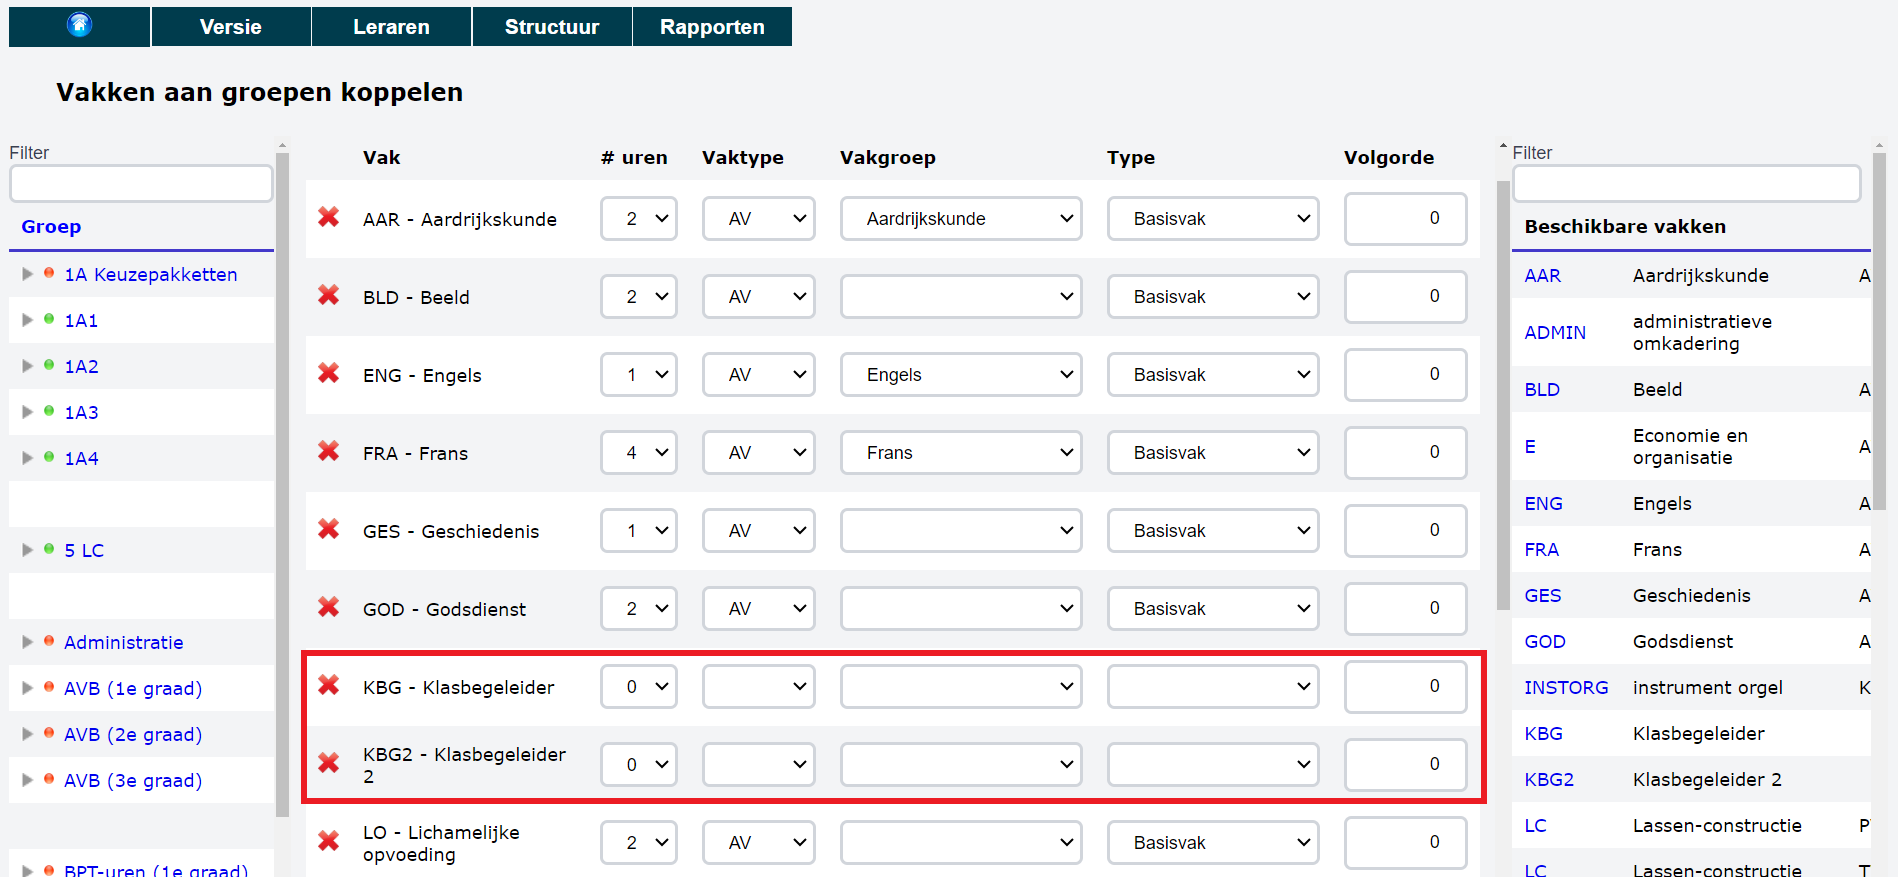 Versie Leraren Structuur Rapporten
Vakken aan groepen koppelen
Filter
Groep
1A Keuzepakketten
1A1
1A2
1A3
1A4
5 LC
Administratie
AVB (1e graad)
AVB (2e graad)
AVB (3e graad)
BPT-uren (1e graad)
Vak # uren Vaktype Vakgroep Type Volgorde
AAR - Aardrijkskunde 2 AV Aardrijkskunde Basisvak 0
BLD - Beeld 2 AV Basisvak 0
ENG - Engels 1 AV Engels Basisvak 0
FRA - Frans 4 AV Frans Basisvak 0
GES - Geschiedenis 1 AV Basisvak 0
GOD - Godsdienst 2 AV Basisvak 0
KBG - Klasbegeleider 0 0
KBG2 - Klasbegeleider
2 0 0
LO - Lichamelijke
opvoeding 2 AV Basisvak 0
Filter
Beschikbare vakken
AAR Aardrijkskunde A
ADMIN administratieve
omkadering
BLD Beeld A
E Economie en
organisatie A
ENG Engels A
FRA Frans A
GES Geschiedenis A
GOD Godsdienst A
INSTORG instrument orgel K
KBG Klasbegeleider
KBG2 Klasbegeleider 2
LC Lassen-constructie P
LC Lassen-constructie T